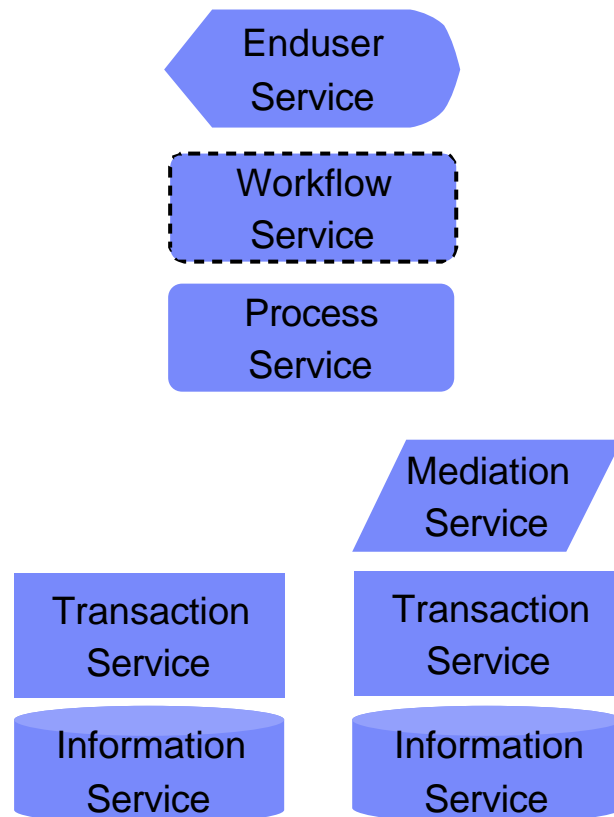 Enduser
Service
Workflow
Service
Process
Service
Mediation
Service
Transaction
Service
Transaction
Service
Information
Service
Information
Service